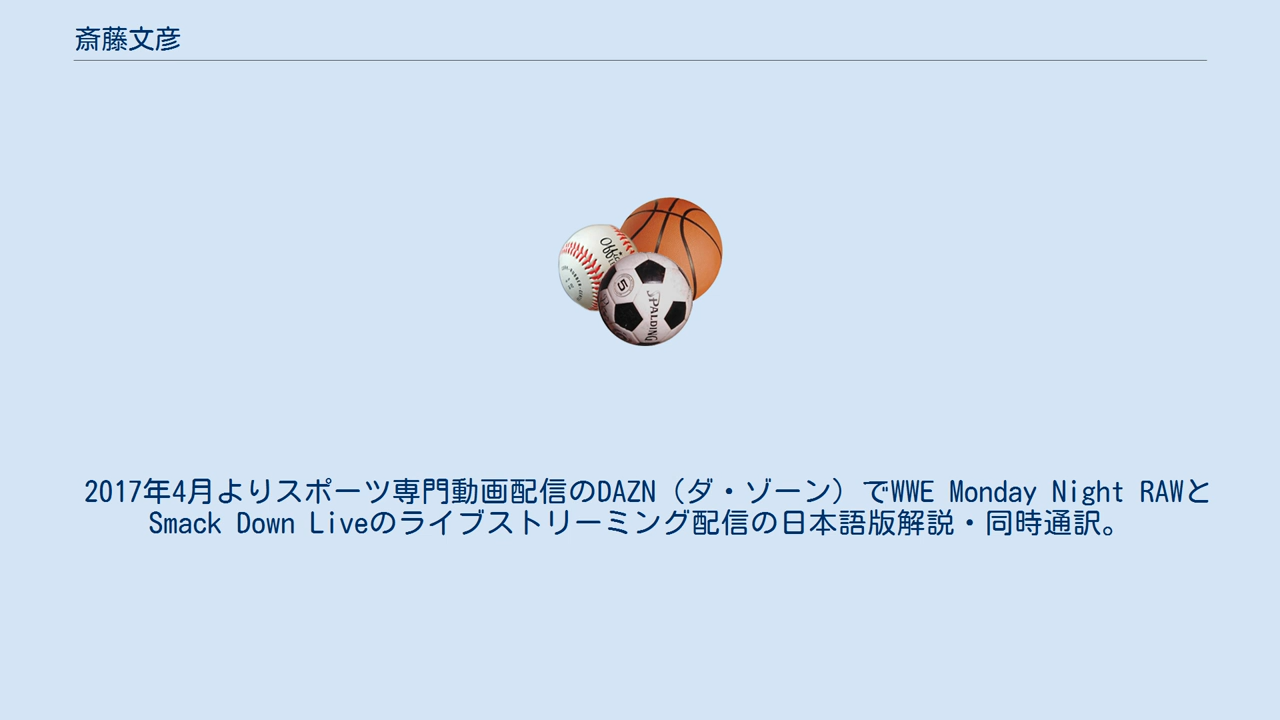 斎藤文彦
Offic
5
SPALDING
2017年4月よりスポーツ専門動画配信のDAZN（ダ・ゾーン）でWWE Monday Night RAWと
Smack Down Liveのライブストリーミング配信の日本語版解説・同時通訳。